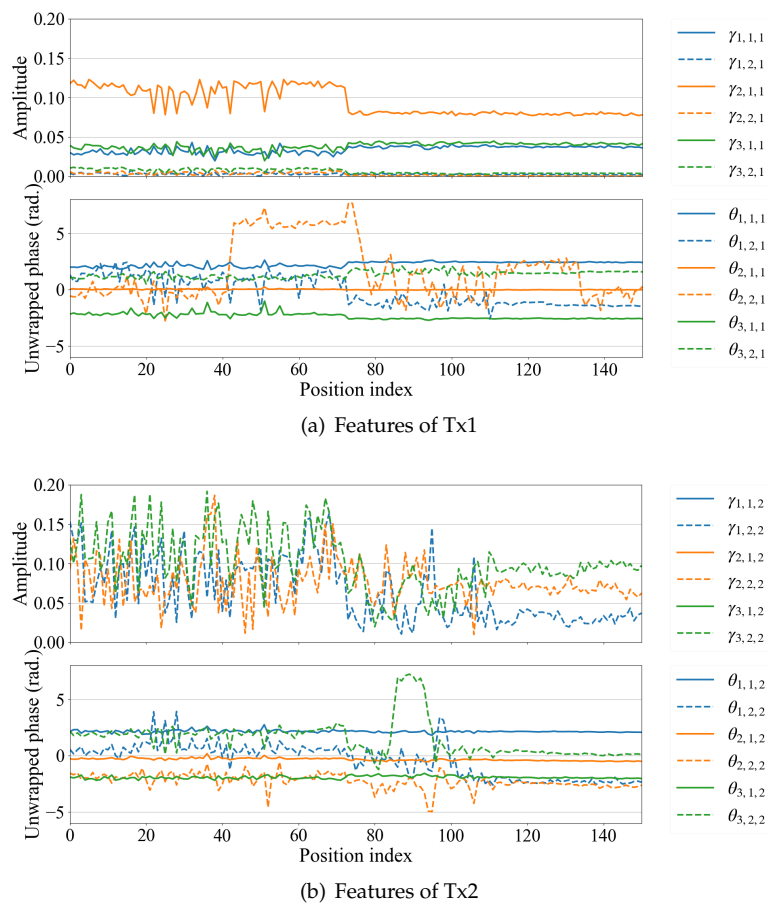 0.20
0.15
0.10
0.05
0.00
Amplitude
γ1, 1, 1
γ1, 2, 1
γ2, 1, 1
γ2, 2, 1
γ3, 1, 1
γ3, 2, 1
5
0
−5
Unwrapped phase (rad.)
0 20 40 60 80 100 120 140
Position index
θ1, 1, 1
θ1, 2, 1
θ2, 1, 1
θ2, 2, 1
θ3, 1, 1
θ3, 2, 1
(a) Features of Tx1
0.20
0.15
0.10
0.05
0.00
Amplitude
γ1, 1, 2
γ1, 2, 2
γ2, 1, 2
γ2, 2, 2
γ3, 1, 2
γ3, 2, 2
5
0
−5
Unwrapped phase (rad.)
0 20 40 60 80 100 120 140
Position index
θ1, 1, 2
θ1, 2, 2
θ2, 1, 2
θ2, 2, 2
θ3, 1, 2
θ3, 2, 2
(b) Features of Tx2